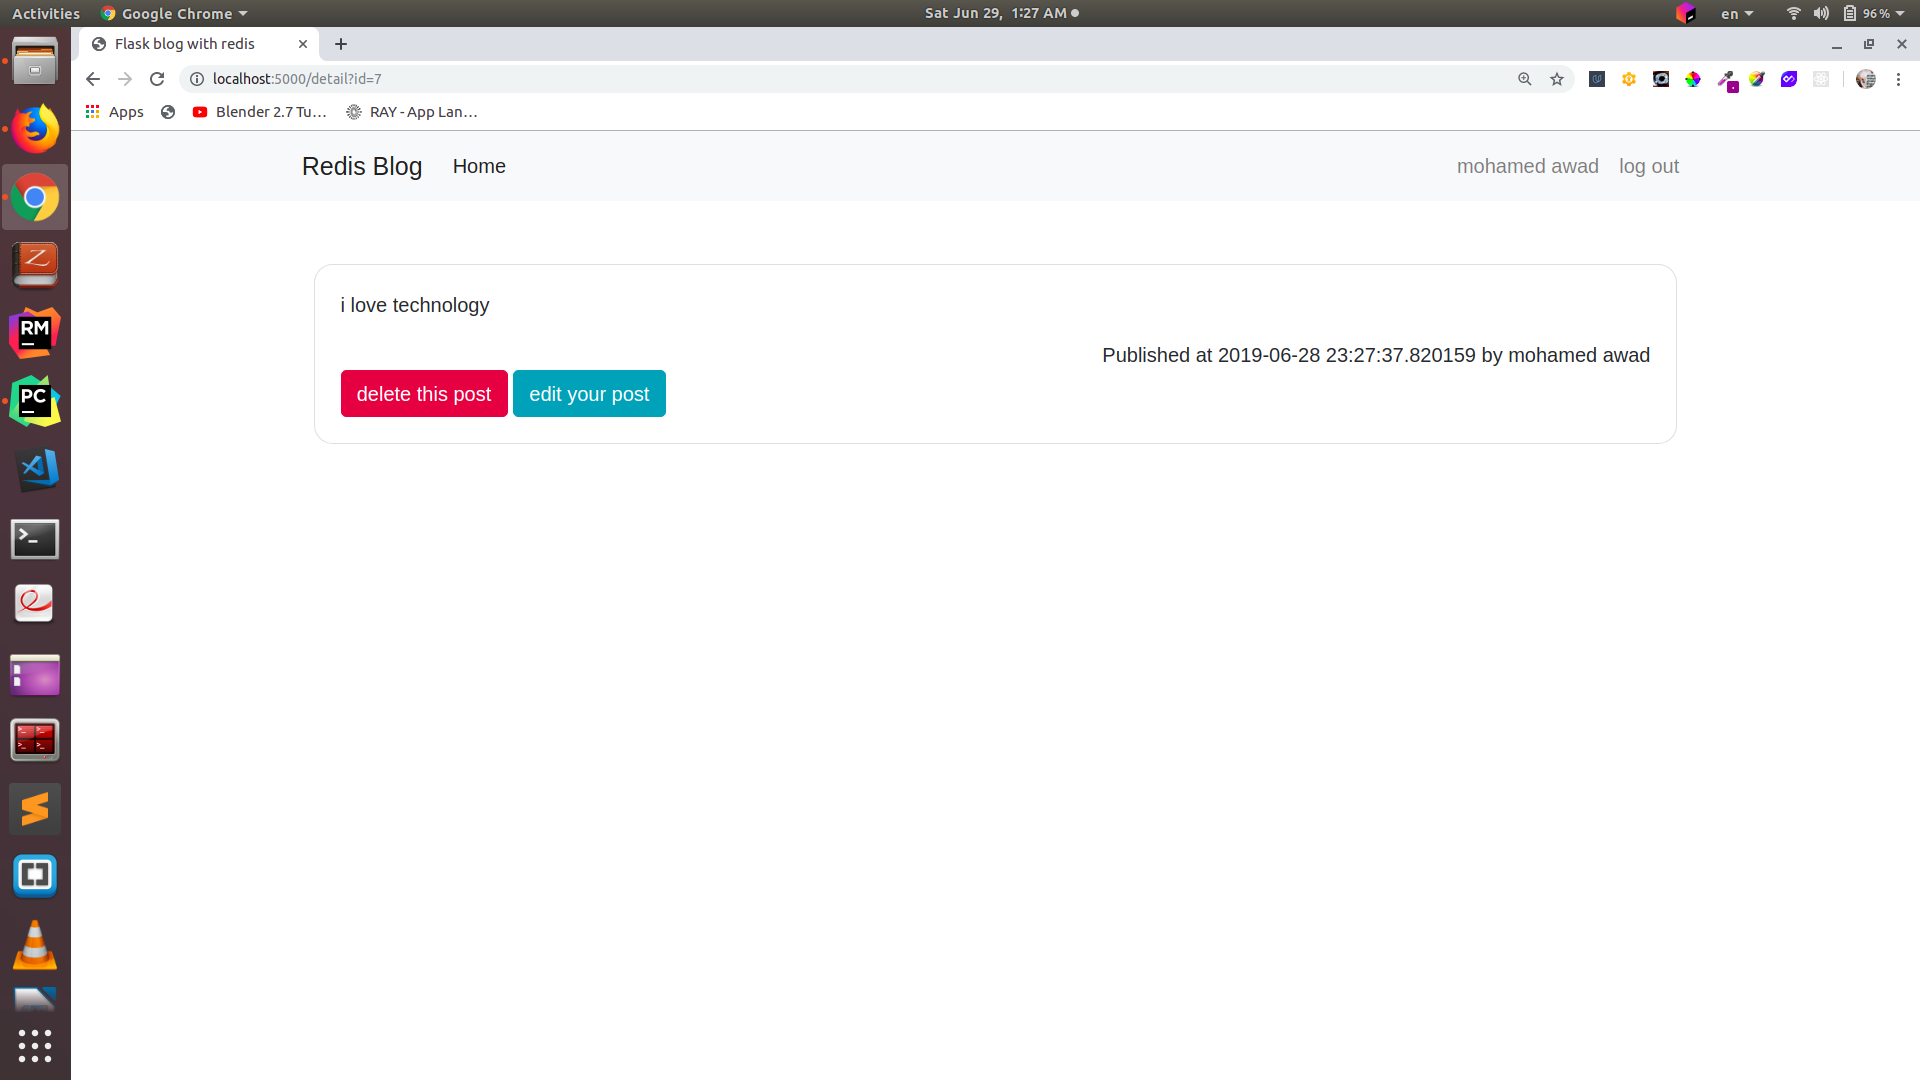 Activities Google Chrome Sat Jun 29, 1:27 AM en 96%
Flask blog with redis
localhost:5000/detail?id=7
Apps Blender 2.7 Tu... RAY - App Lan...
Redis Blog Home mohamed awad log out
i love technology
Published at 2019-06-28 23:27:37.820159 by mohamed awad
delete this post edit your post
RM
PC